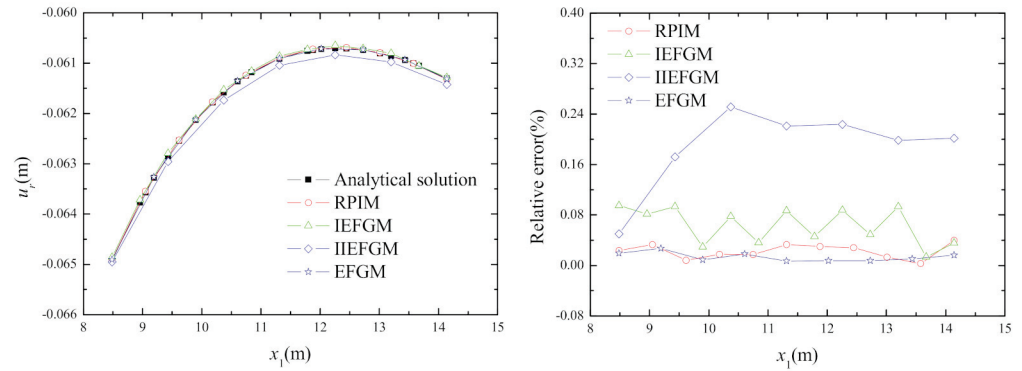 -0.060
-0.061
-0.062
-0.063
-0.064
-0.065
-0.066
u_r(m)
Analytical solution
RPIM
IEFGM
IIEFGM
EFGM
8 9 10 11 12 13 14 15
x_1(m)
0.40
0.32
0.24
0.16
0.08
0.00
-0.08
Relative error(%)
RPIM
IEFGM
IIEFGM
EFGM
8 9 10 11 12 13 14 15
x_1(m)